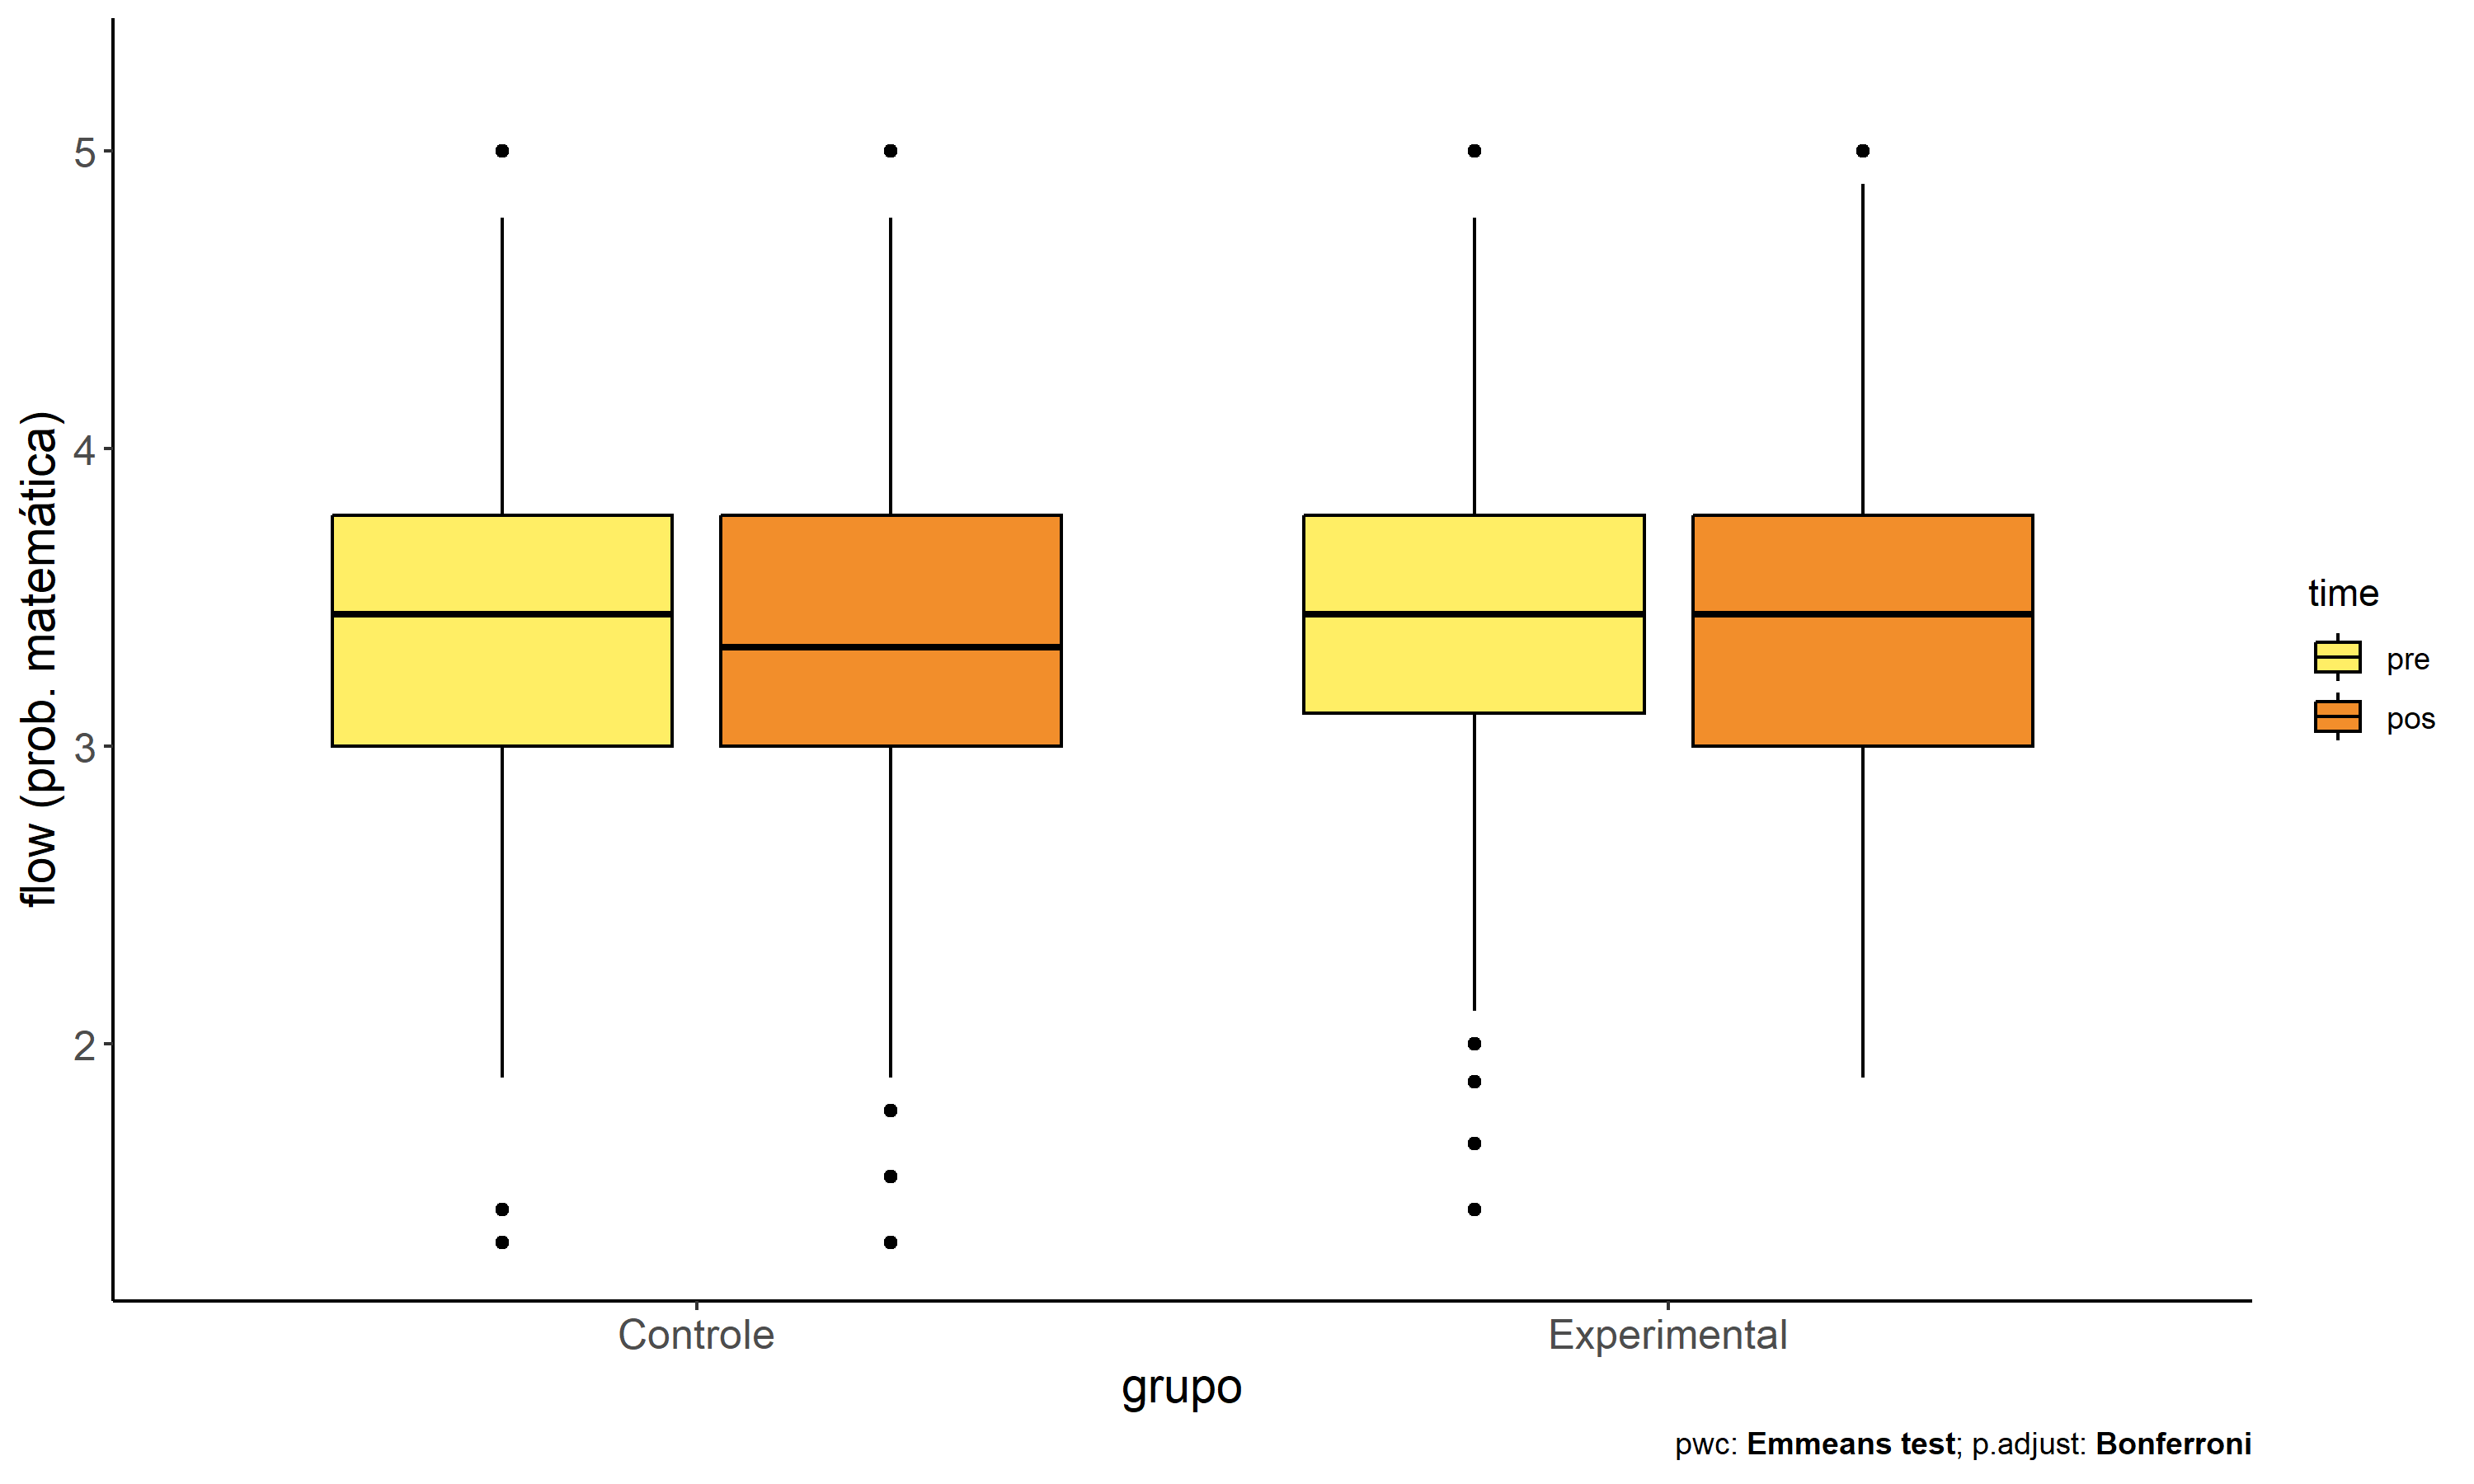 flow (prob. matemática)
5
4
3
2
Controle
Experimental
grupo
time
pre
pos
pwc: Emmeans test; p.adjust: Bonferroni